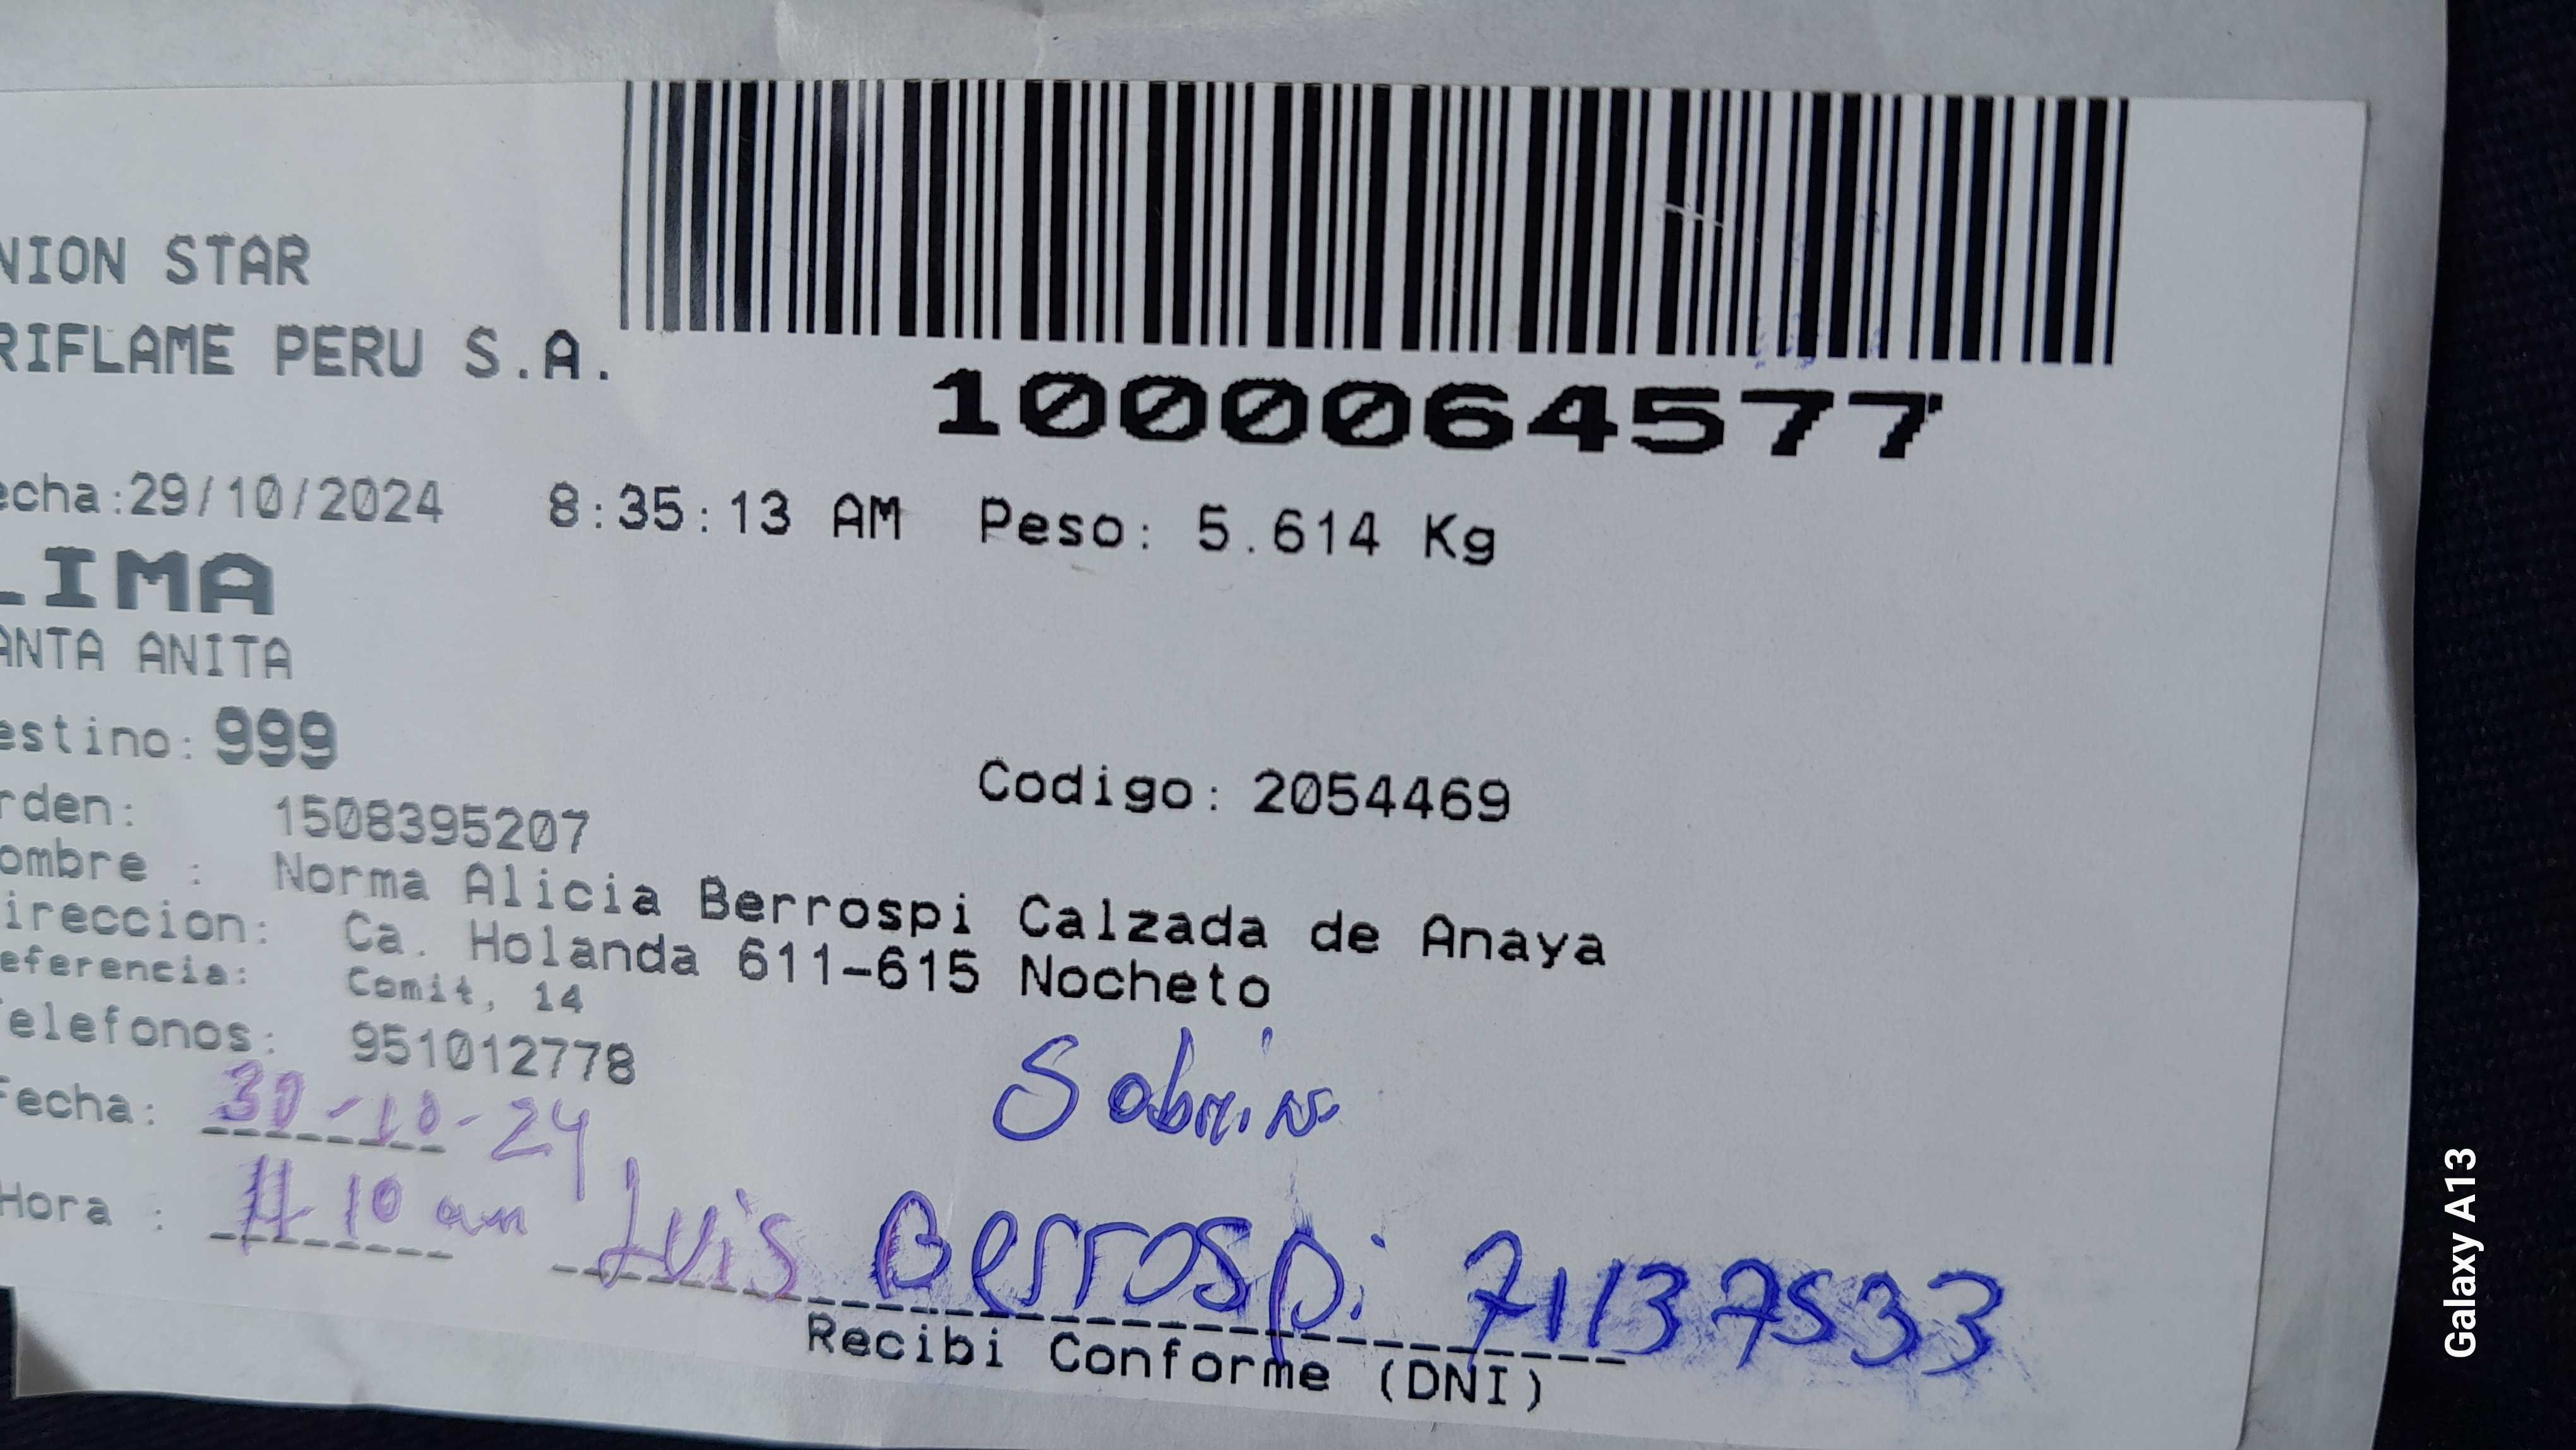 NION STAR
RIFLAME PERU S.A.
1000064577
echa:29/10/2024 8:35:13 AM Peso: 5.614 Kg
LIMA
ANTA ANITA
estino: 999
Codigo: 2054469
rden: 1508395207
ombre : Norma Alicia Berrospi Calzada de Anaya
ireccion: Ca. Holanda 611-615 Nocheto
eferencia: Comit, 14
Telefonos: 951012778
Fecha: 30-10-24
Sobrino
Hora : 11 10 am
Luis Berrospi 71137533
Recibi Conforme (DNI)
Galaxy A13